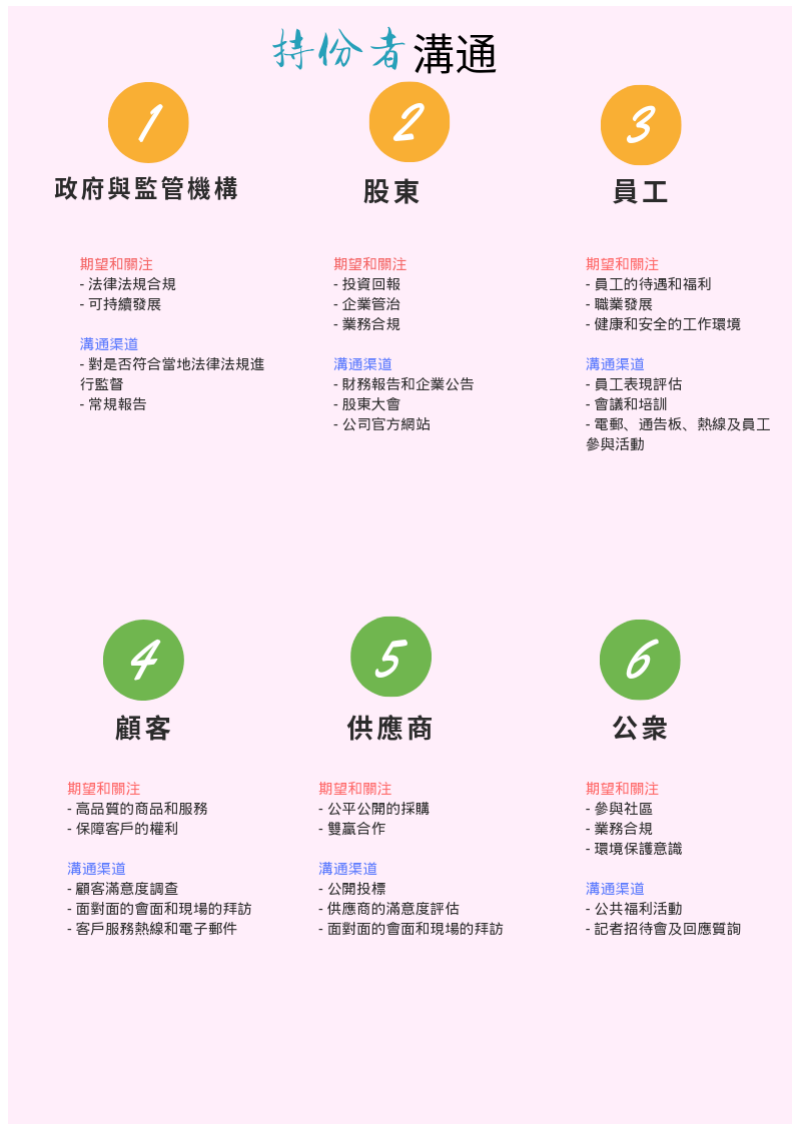 持份者溝通
1
政府與監管機構
期望和關注
- 法律法規合規
- 可持續發展
溝通渠道
- 對是否符合當地法律法規進
行監督
- 常規報告
2
股東
期望和關注
- 投資回報
- 企業管治
- 業務合規
溝通渠道
- 財務報告和企業公告
- 股東大會
- 公司官方網站
3
員工
期望和關注
- 員工的待遇和福利
- 職業發展
- 健康和安全的工作環境
溝通渠道
- 員工表現評估
- 會議和培訓
- 電郵、通告板、熱線及員工
參與活動
4
顧客
期望和關注
- 高品質的商品和服務
- 保障客戶的權利
溝通渠道
- 顧客滿意度調查
- 面對面的會面和現場的拜訪
- 客戶服務熱線和電子郵件
5
供應商
期望和關注
- 公平公開的採購
- 雙贏合作
溝通渠道
- 公開投標
- 供應商的滿意度評估
- 面對面的會面和現場的拜訪
6
公衆
期望和關注
- 參與社區
- 業務合規
- 環境保護意識
溝通渠道
- 公共福利活動
- 記者招待會及回應質詢